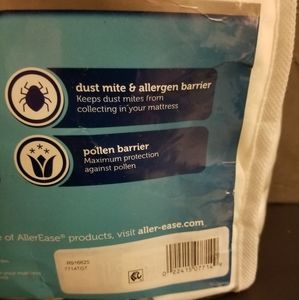 dust mite & allergen barrier
Keeps dust mites from
collecting in your mattress
pollen barrier
Maximum protection
against pollen
e of AllerEase® products, visit aller-ease.com
7714TGT